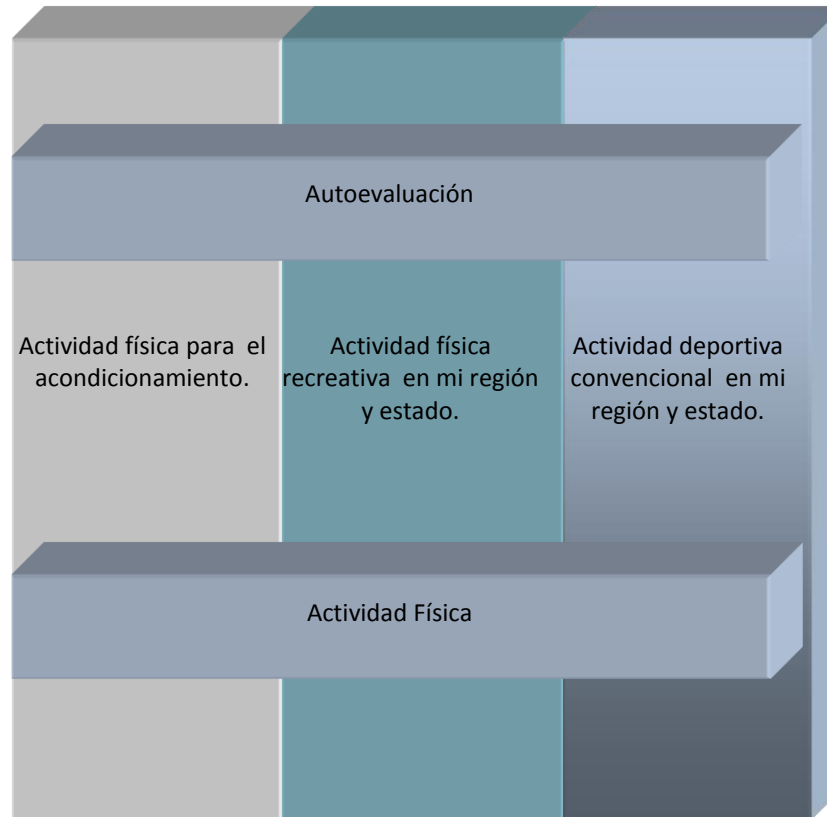 Autoevaluación
Actividad física para el
acondicionamiento.
Actividad física
recreativa en mi región
y estado.
Actividad deportiva
convencional en mi
región y estado.
Actividad Física